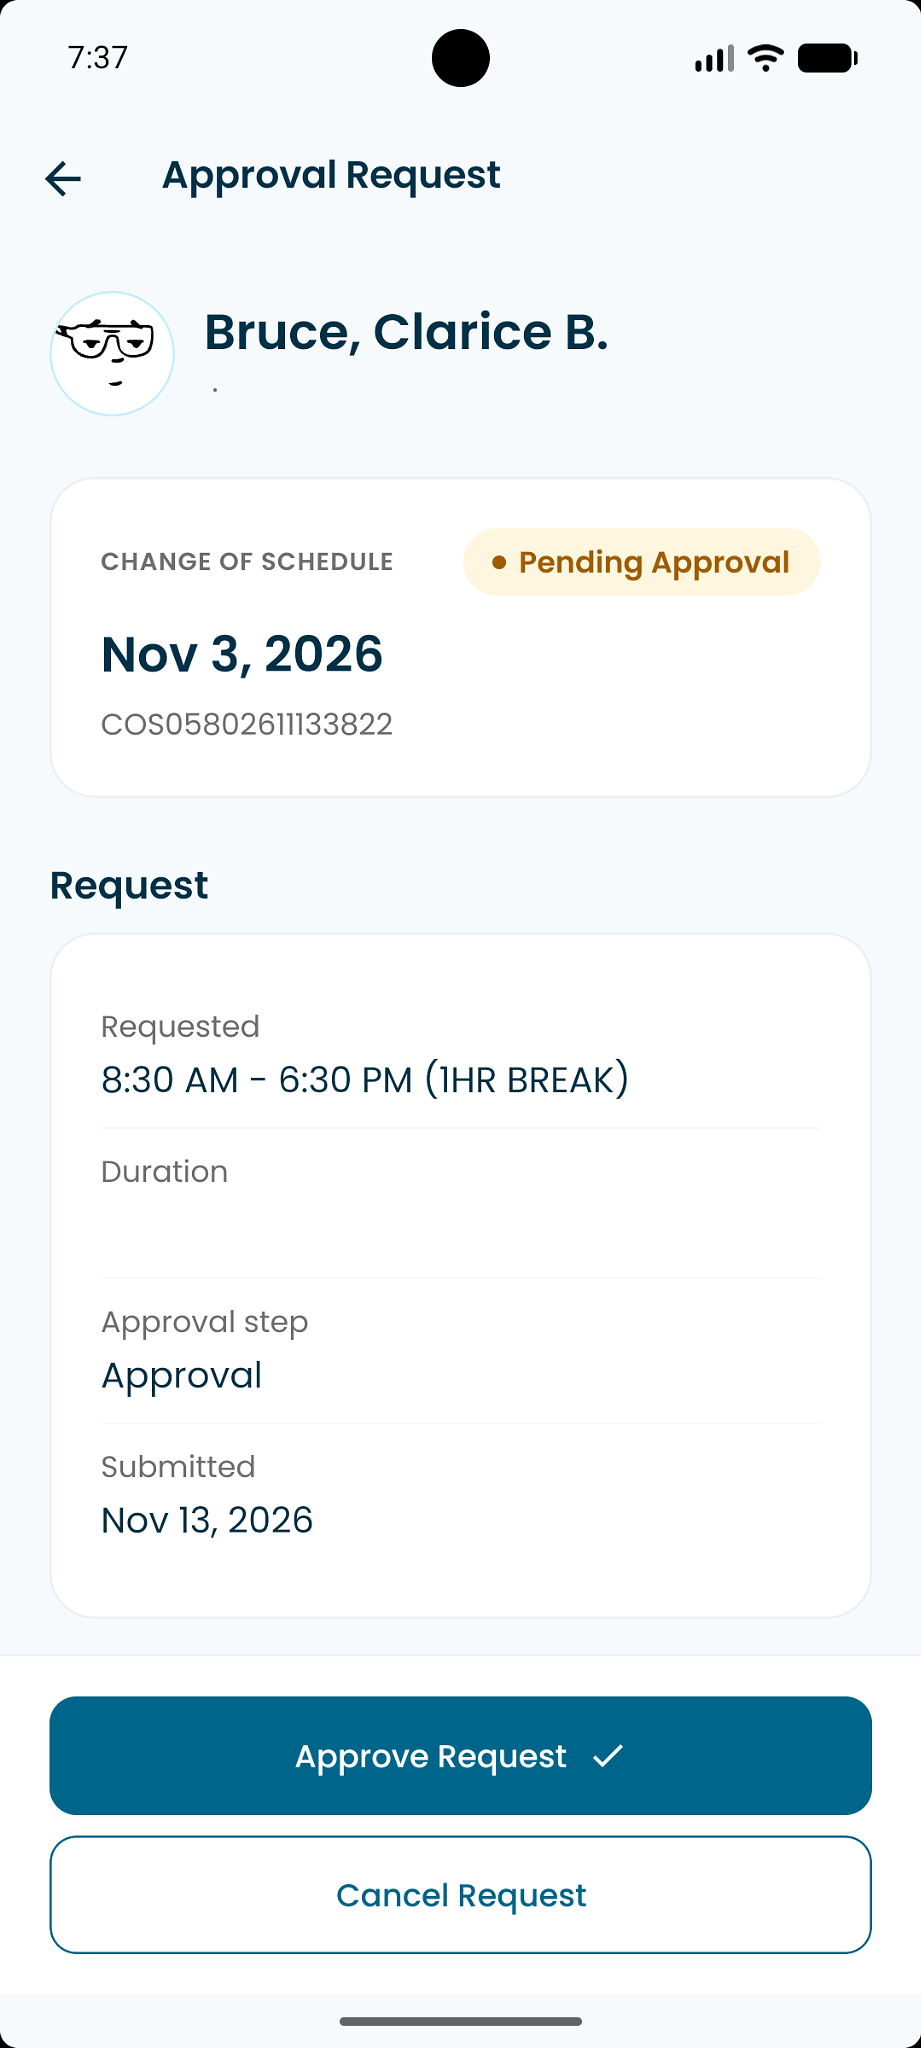 7:37
Approval Request
Bruce, Clarice B.
.
CHANGE OF SCHEDULE
Pending Approval
Nov 3, 2026
COS05802611133822
Request
Requested
8:30 AM - 6:30 PM (1HR BREAK)
Duration
Approval step
Approval
Submitted
Nov 13, 2026
Approve Request
Cancel Request